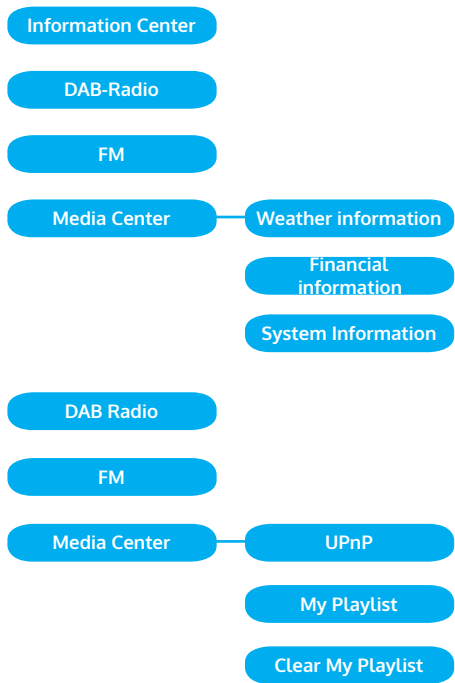 Information Center
DAB-Radio
FM
Media Center
Weather information
Financial
information
System Information
DAB Radio
FM
Media Center
UPnP
My Playlist
Clear My Playlist